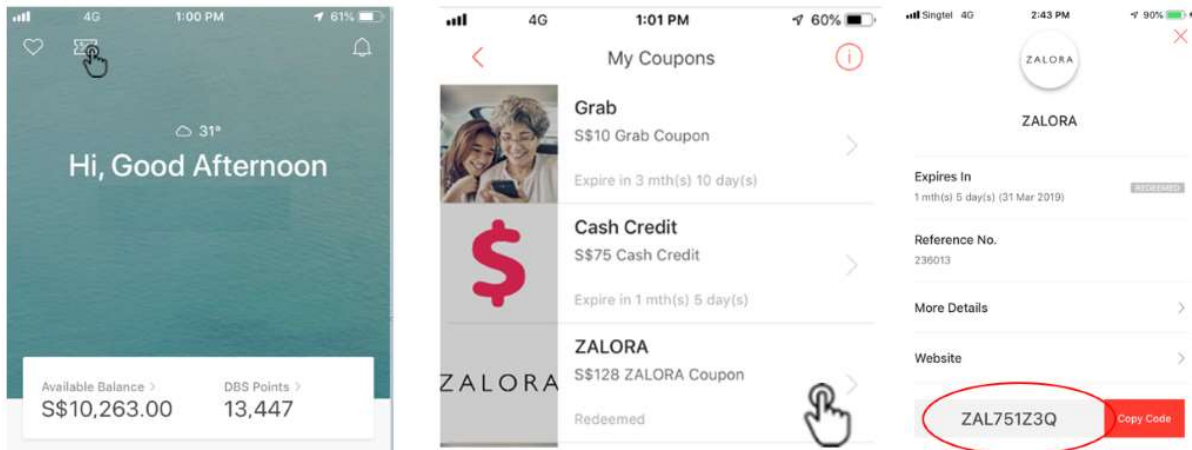 4G 1:00 PM 61%
31°
Hi, Good Afternoon
Available Balance > DBS Points >
S$10,263.00 13,447
4G 1:01 PM 60%
My Coupons
Grab
S$10 Grab Coupon
Expire in 3 mth(s) 10 day(s)
Cash Credit
S$75 Cash Credit
Expire in 1 mth(s) 5 day(s)
ZALORA
ZALORA
S$128 ZALORA Coupon
Redeemed
Singtel 4G 2:43 PM 90%
ZALORA
ZALORA
Expires In
1 mth(s) 5 day(s) (31 Mar 2019) REDEEMED
Reference No.
236013
More Details
Website
ZAL751Z3Q Copy Code